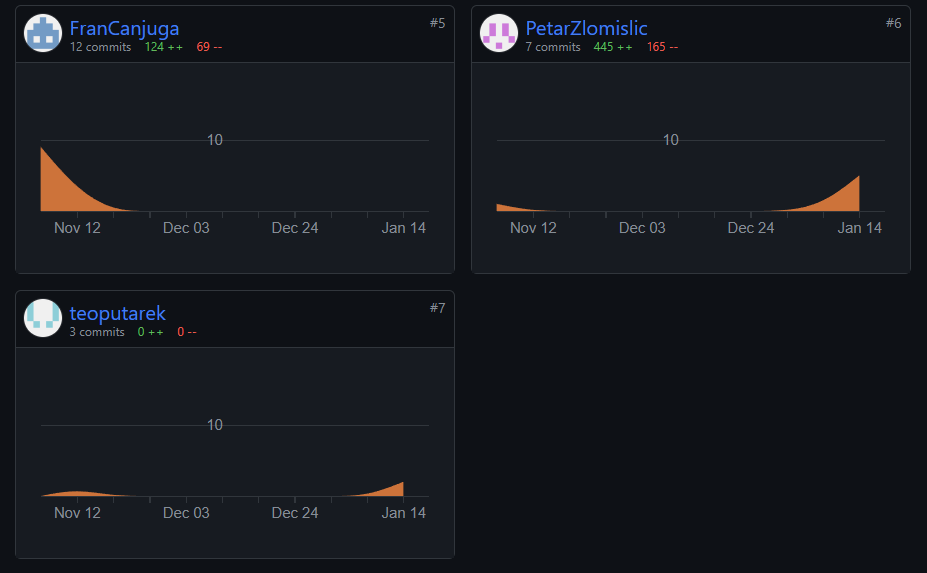 FranCanjuga #5
12 commits 124 ++ 69 --
10
Nov 12 Dec 03 Dec 24 Jan 14
PetarZlomislic #6
7 commits 445 ++ 165 --
10
Nov 12 Dec 03 Dec 24 Jan 14
teoputarek #7
3 commits 0 ++ 0 --
10
Nov 12 Dec 03 Dec 24 Jan 14